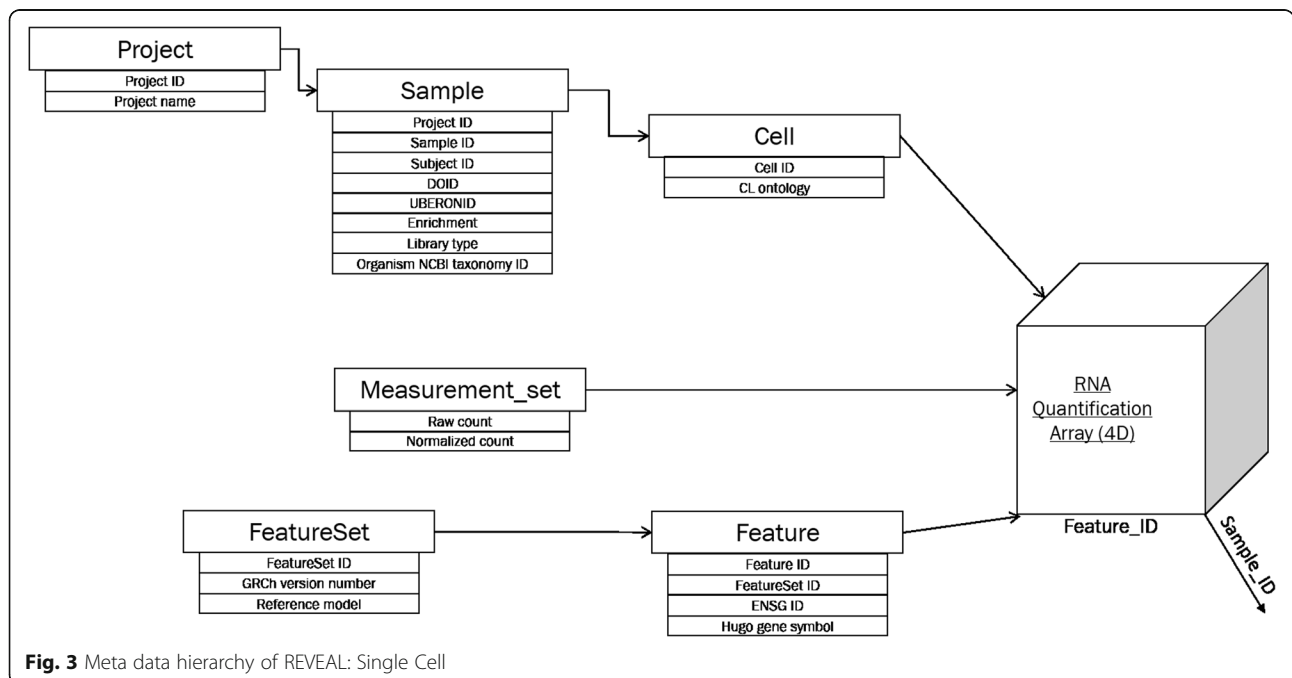 Project
Project ID
Project name
Sample
Project ID
Sample ID
Subject ID
DOID
UBERONID
Enrichment
Library type
Organism NCBI taxonomy ID
Cell
Cell ID
CL ontology
Measurement_set
Raw count
Normalized count
RNA
Quantification
Array (4D)
FeatureSet
FeatureSet ID
GRCh version number
Reference model
Feature
Feature ID
FeatureSet ID
ENSG ID
Hugo gene symbol
Feature_ID
Sample_ID
Fig. 3 Meta data hierarchy of REVEAL: Single Cell